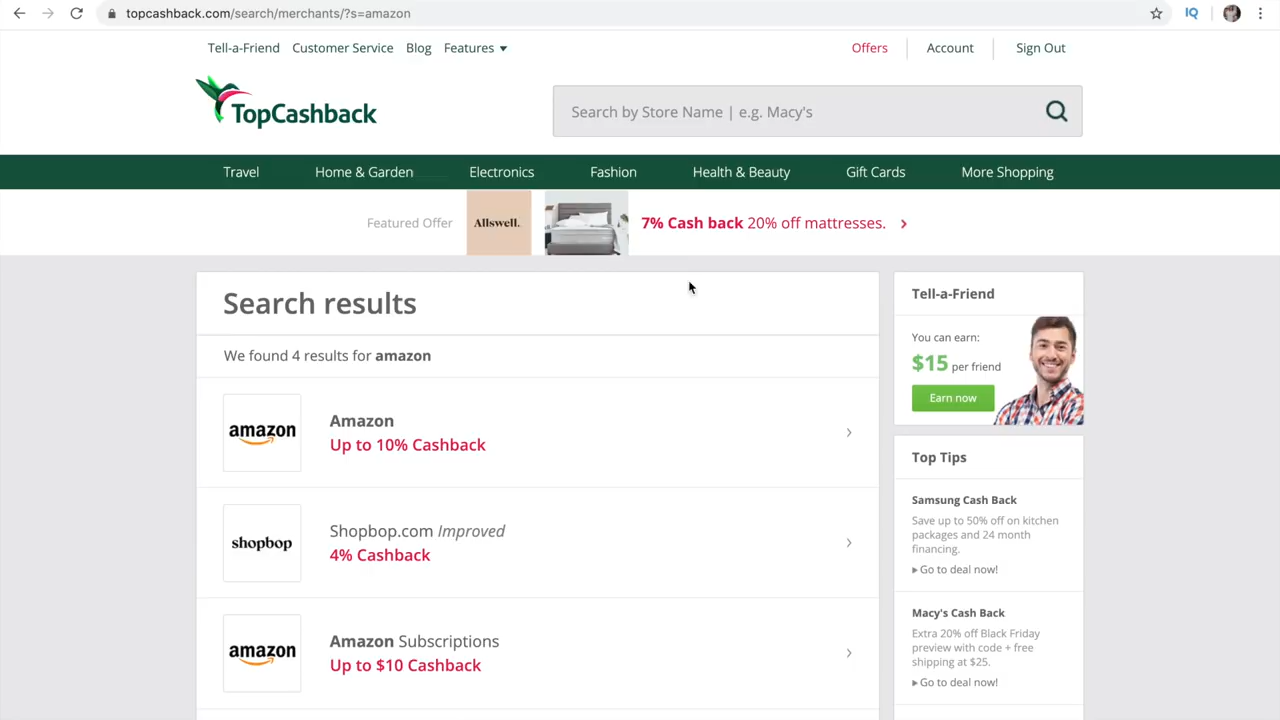 topcashback.com/search/merchants/?s=amazon
IQ
Tell-a-Friend Customer Service Blog Features
Offers Account Sign Out
TopCashback
Search by Store Name | e.g. Macy's
Travel Home & Garden Electronics Fashion Health & Beauty Gift Cards More Shopping
Featured Offer
Allswell.
7% Cash back 20% off mattresses.
Search results
We found 4 results for amazon
amazon
Amazon
Up to 10% Cashback
shopbop
Shopbop.com Improved
4% Cashback
amazon
Amazon Subscriptions
Up to $10 Cashback
Tell-a-Friend
You can earn:
$15 per friend
Earn now
Top Tips
Samsung Cash Back
Save up to 50% off on kitchen
packages and 24 month
financing.
Go to deal now!
Macy's Cash Back
Extra 20% off Black Friday
preview with code + free
shipping at $25.
Go to deal now!